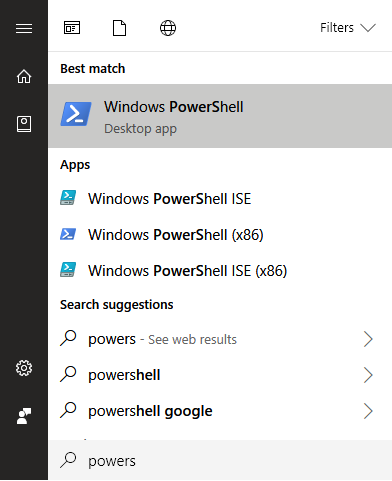 Filters
Best match
Windows PowerShell
Desktop app
Apps
Windows PowerShell ISE
Windows PowerShell (x86)
Windows PowerShell ISE (x86)
Search suggestions
powers - See web results
powershell
powershell google
powers